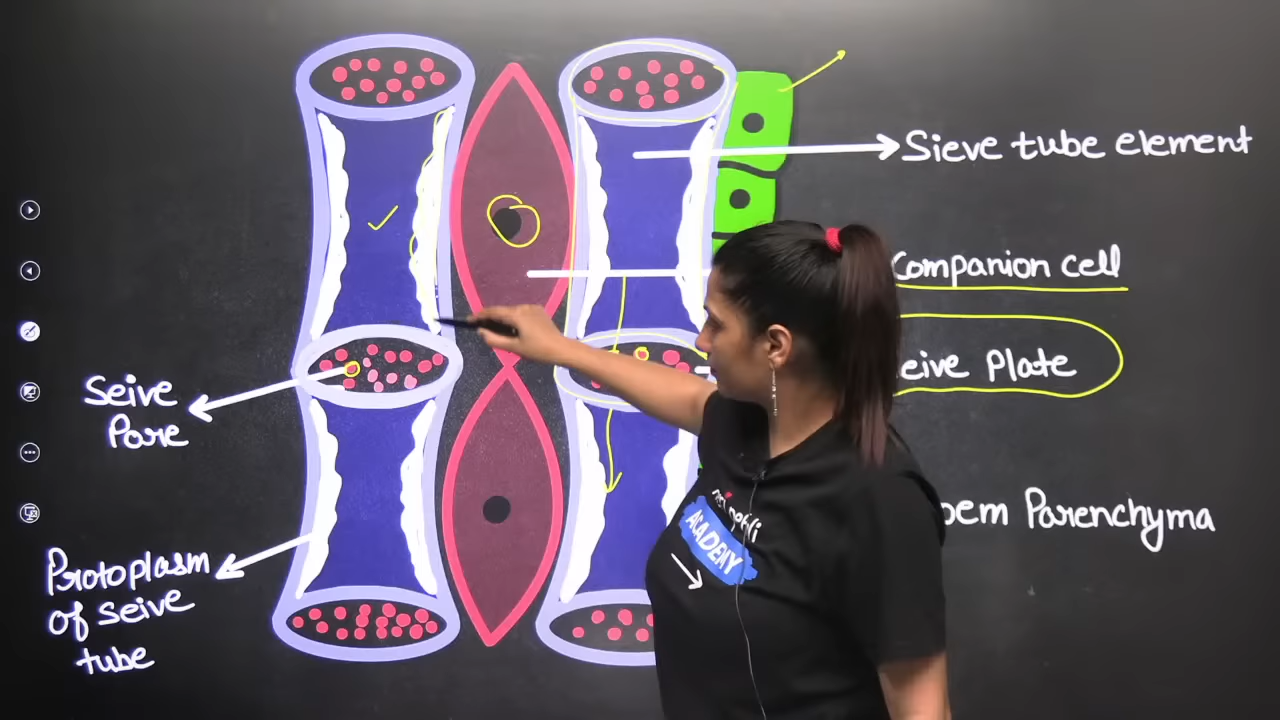 Sieve tube element
Companion cell
eive Plate
Seive
Pore
oem Parenchyma
Protoplasm
of Seive
tube
ACADEMY